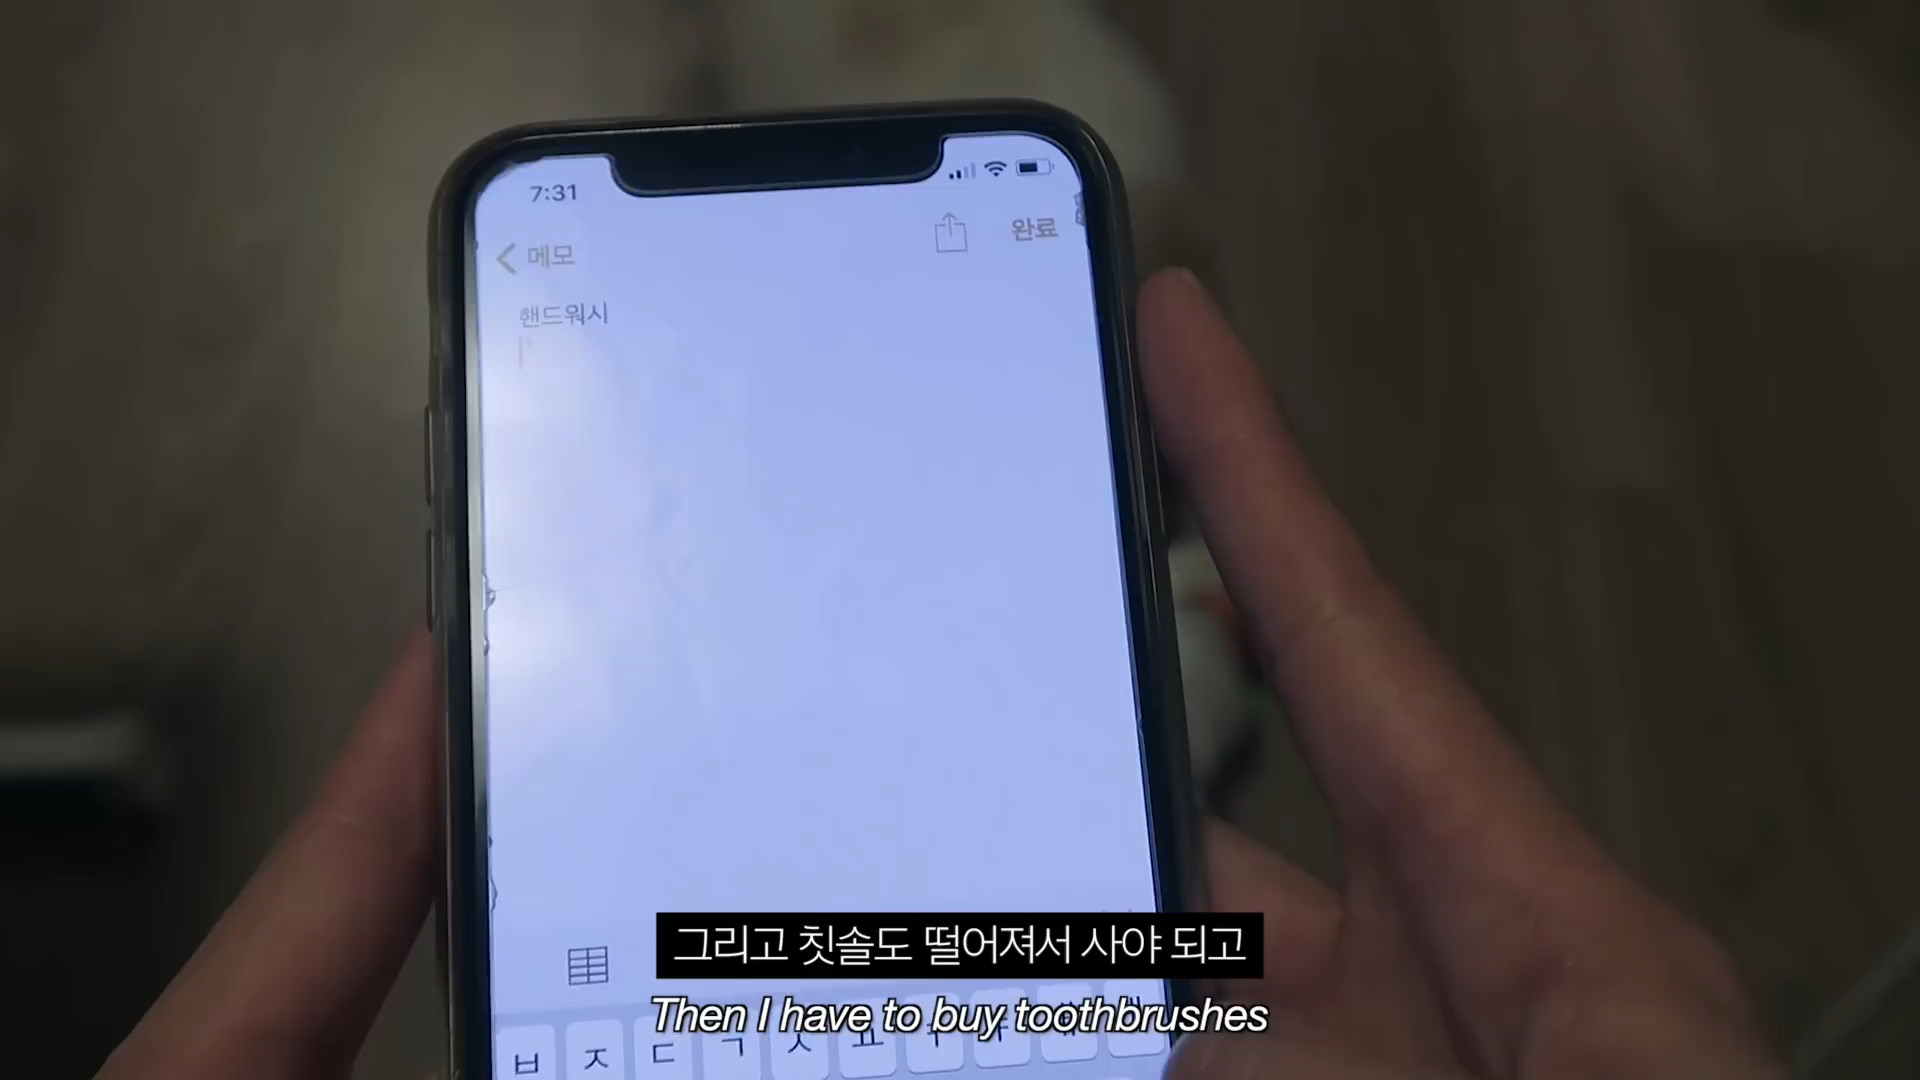 7:31
메모
완료
핸드워시
그리고 칫솔도 떨어져서 사야 되고
Then I have to buy toothbrushes
ㅂ ㅈ ㄷ ㄱ ㅅ ㅛ ㅕ ㅑ ㅐ ㅔ